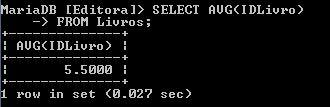 MariaDB [Editora]> SELECT AVG(IDLivro)
    -> FROM Livros;
+--------------+
| AVG(IDLivro) |
+--------------+
|       5.5000 |
+--------------+
1 row in set (0.027 sec)